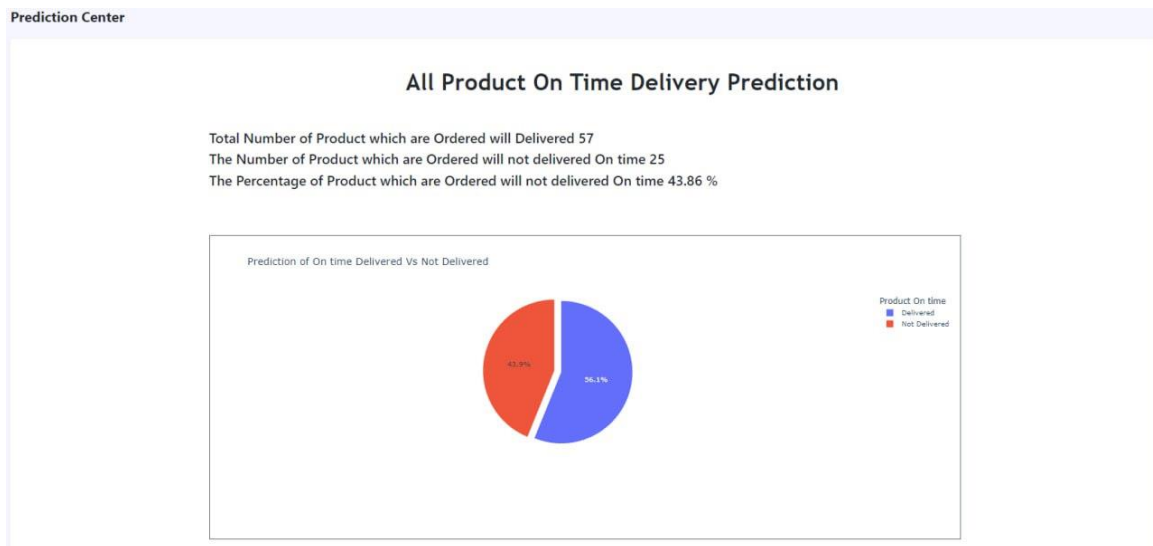 Prediction Center
All Product On Time Delivery Prediction
Total Number of Product which are Ordered will Delivered 57
The Number of Product which are Ordered will not delivered On time 25
The Percentage of Product which are Ordered will not delivered On time 43.86 %
Prediction of On time Delivered Vs Not Delivered
Product On time
Delivered
Not Delivered
43.9%
56.1%